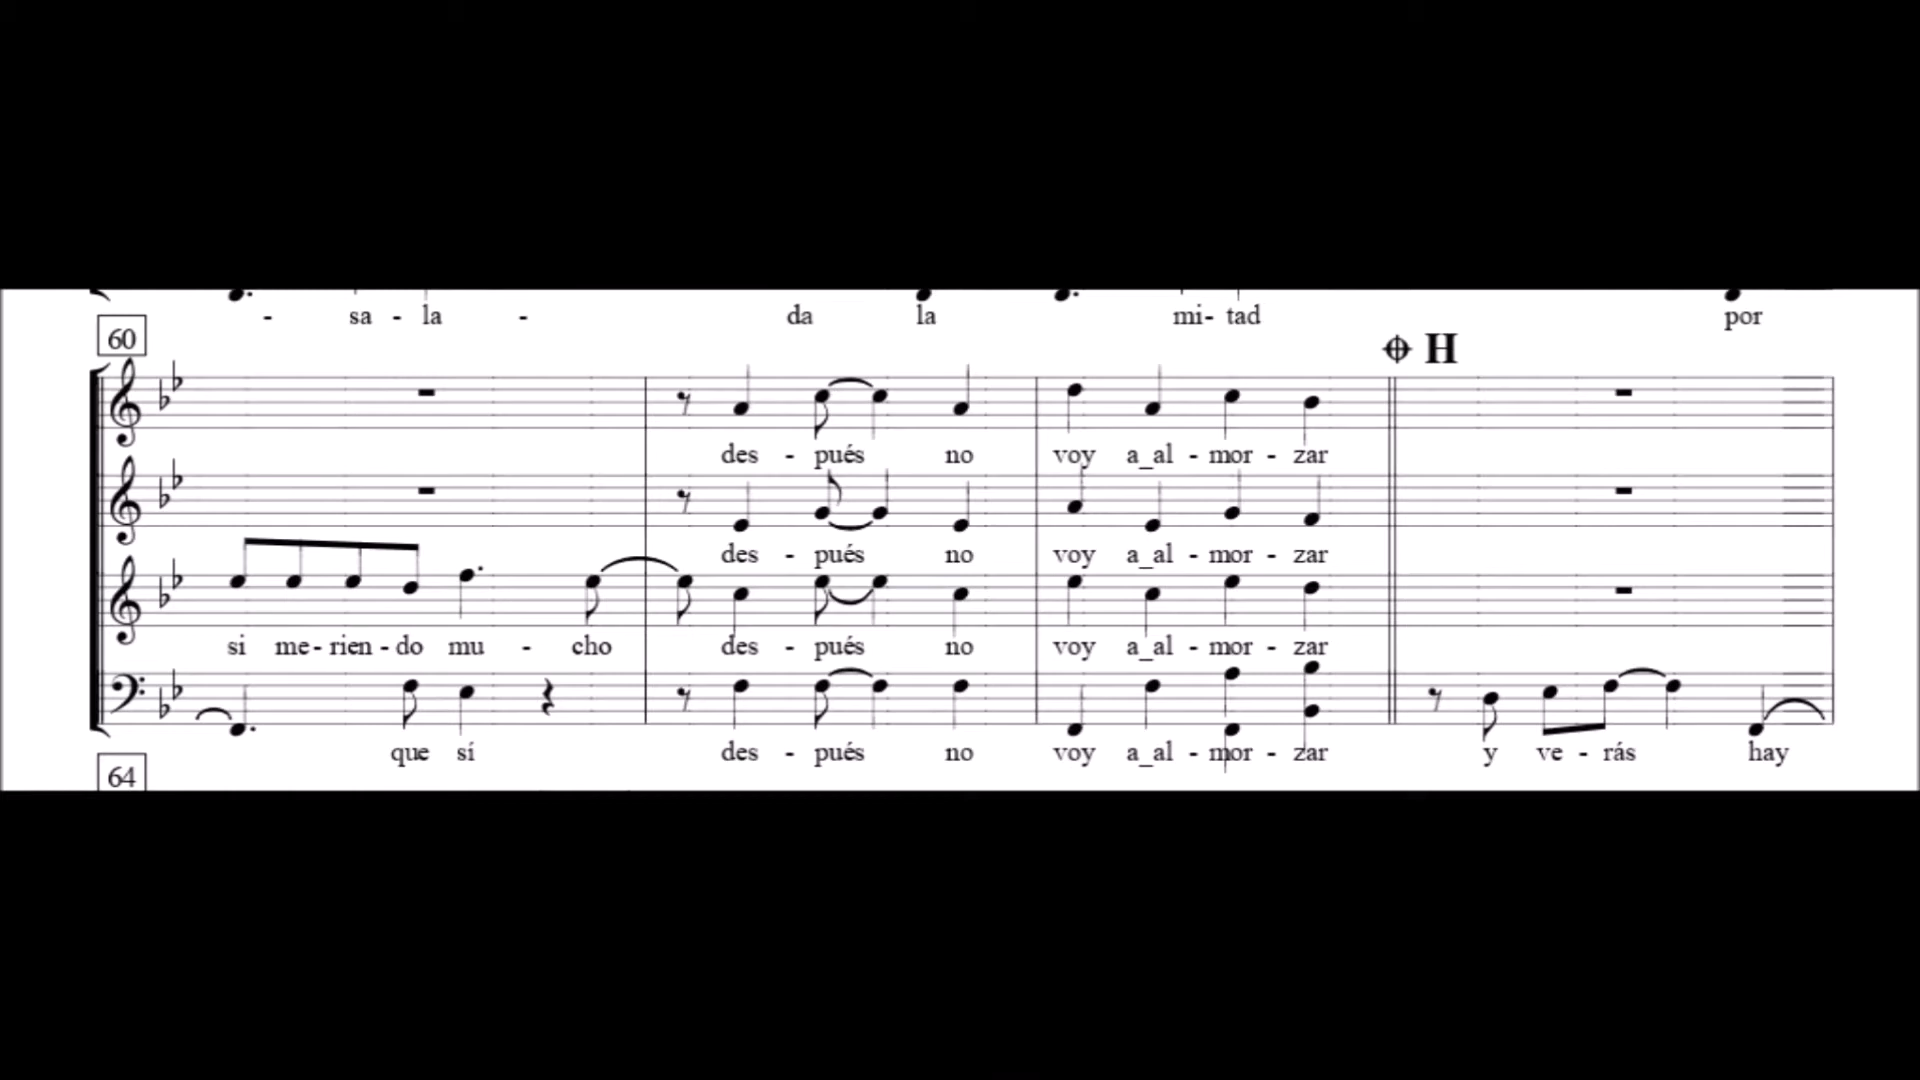 - sa - la - da la mi- tad por
60
H
des - pués no voy a_al - mor - zar
des - pués no voy a_al - mor - zar
si me - rien - do mu - cho des - pués no voy a_al - mor - zar
que sí des - pués no voy a_al - mor - zar y ve - rás hay
64